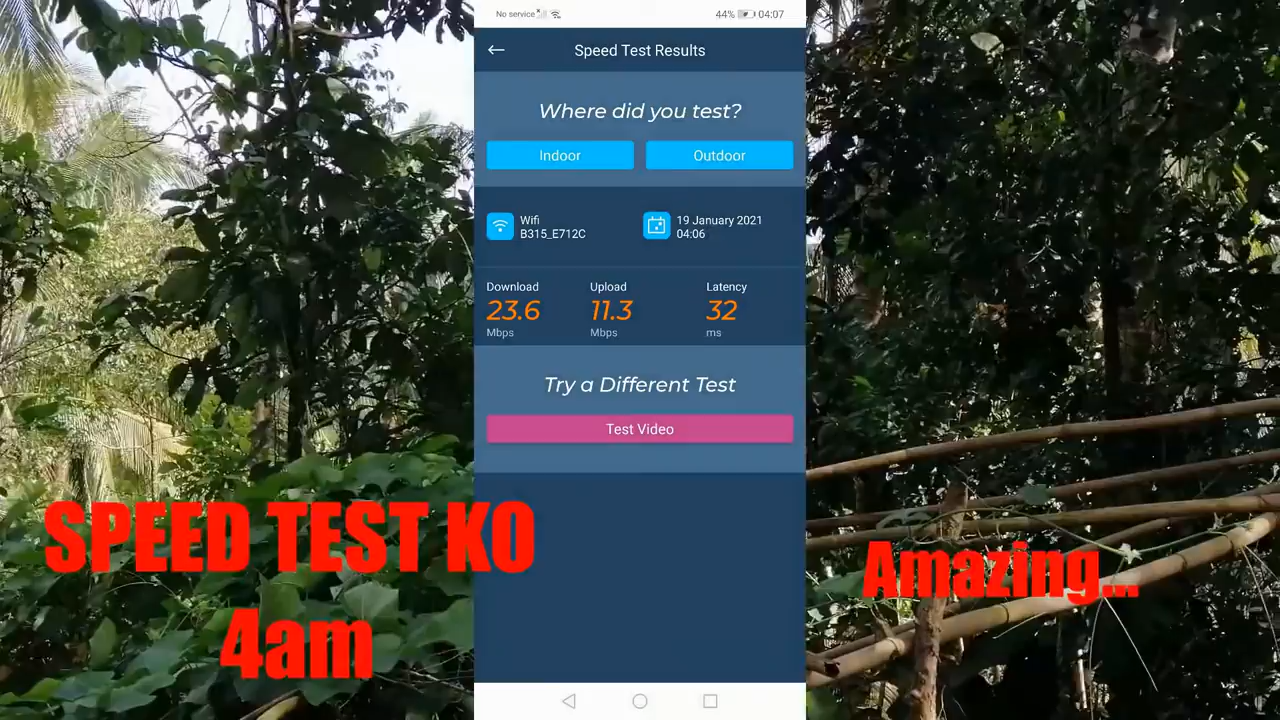 No service
44%
04:07
Speed Test Results
Where did you test?
Indoor
Outdoor
Wifi
B315_E712C
19 January 2021
04:06
Download
23.6
Mbps
Upload
11.3
Mbps
Latency
32
ms
Try a Different Test
Test Video
SPEED TEST KO
4am
Amazing...